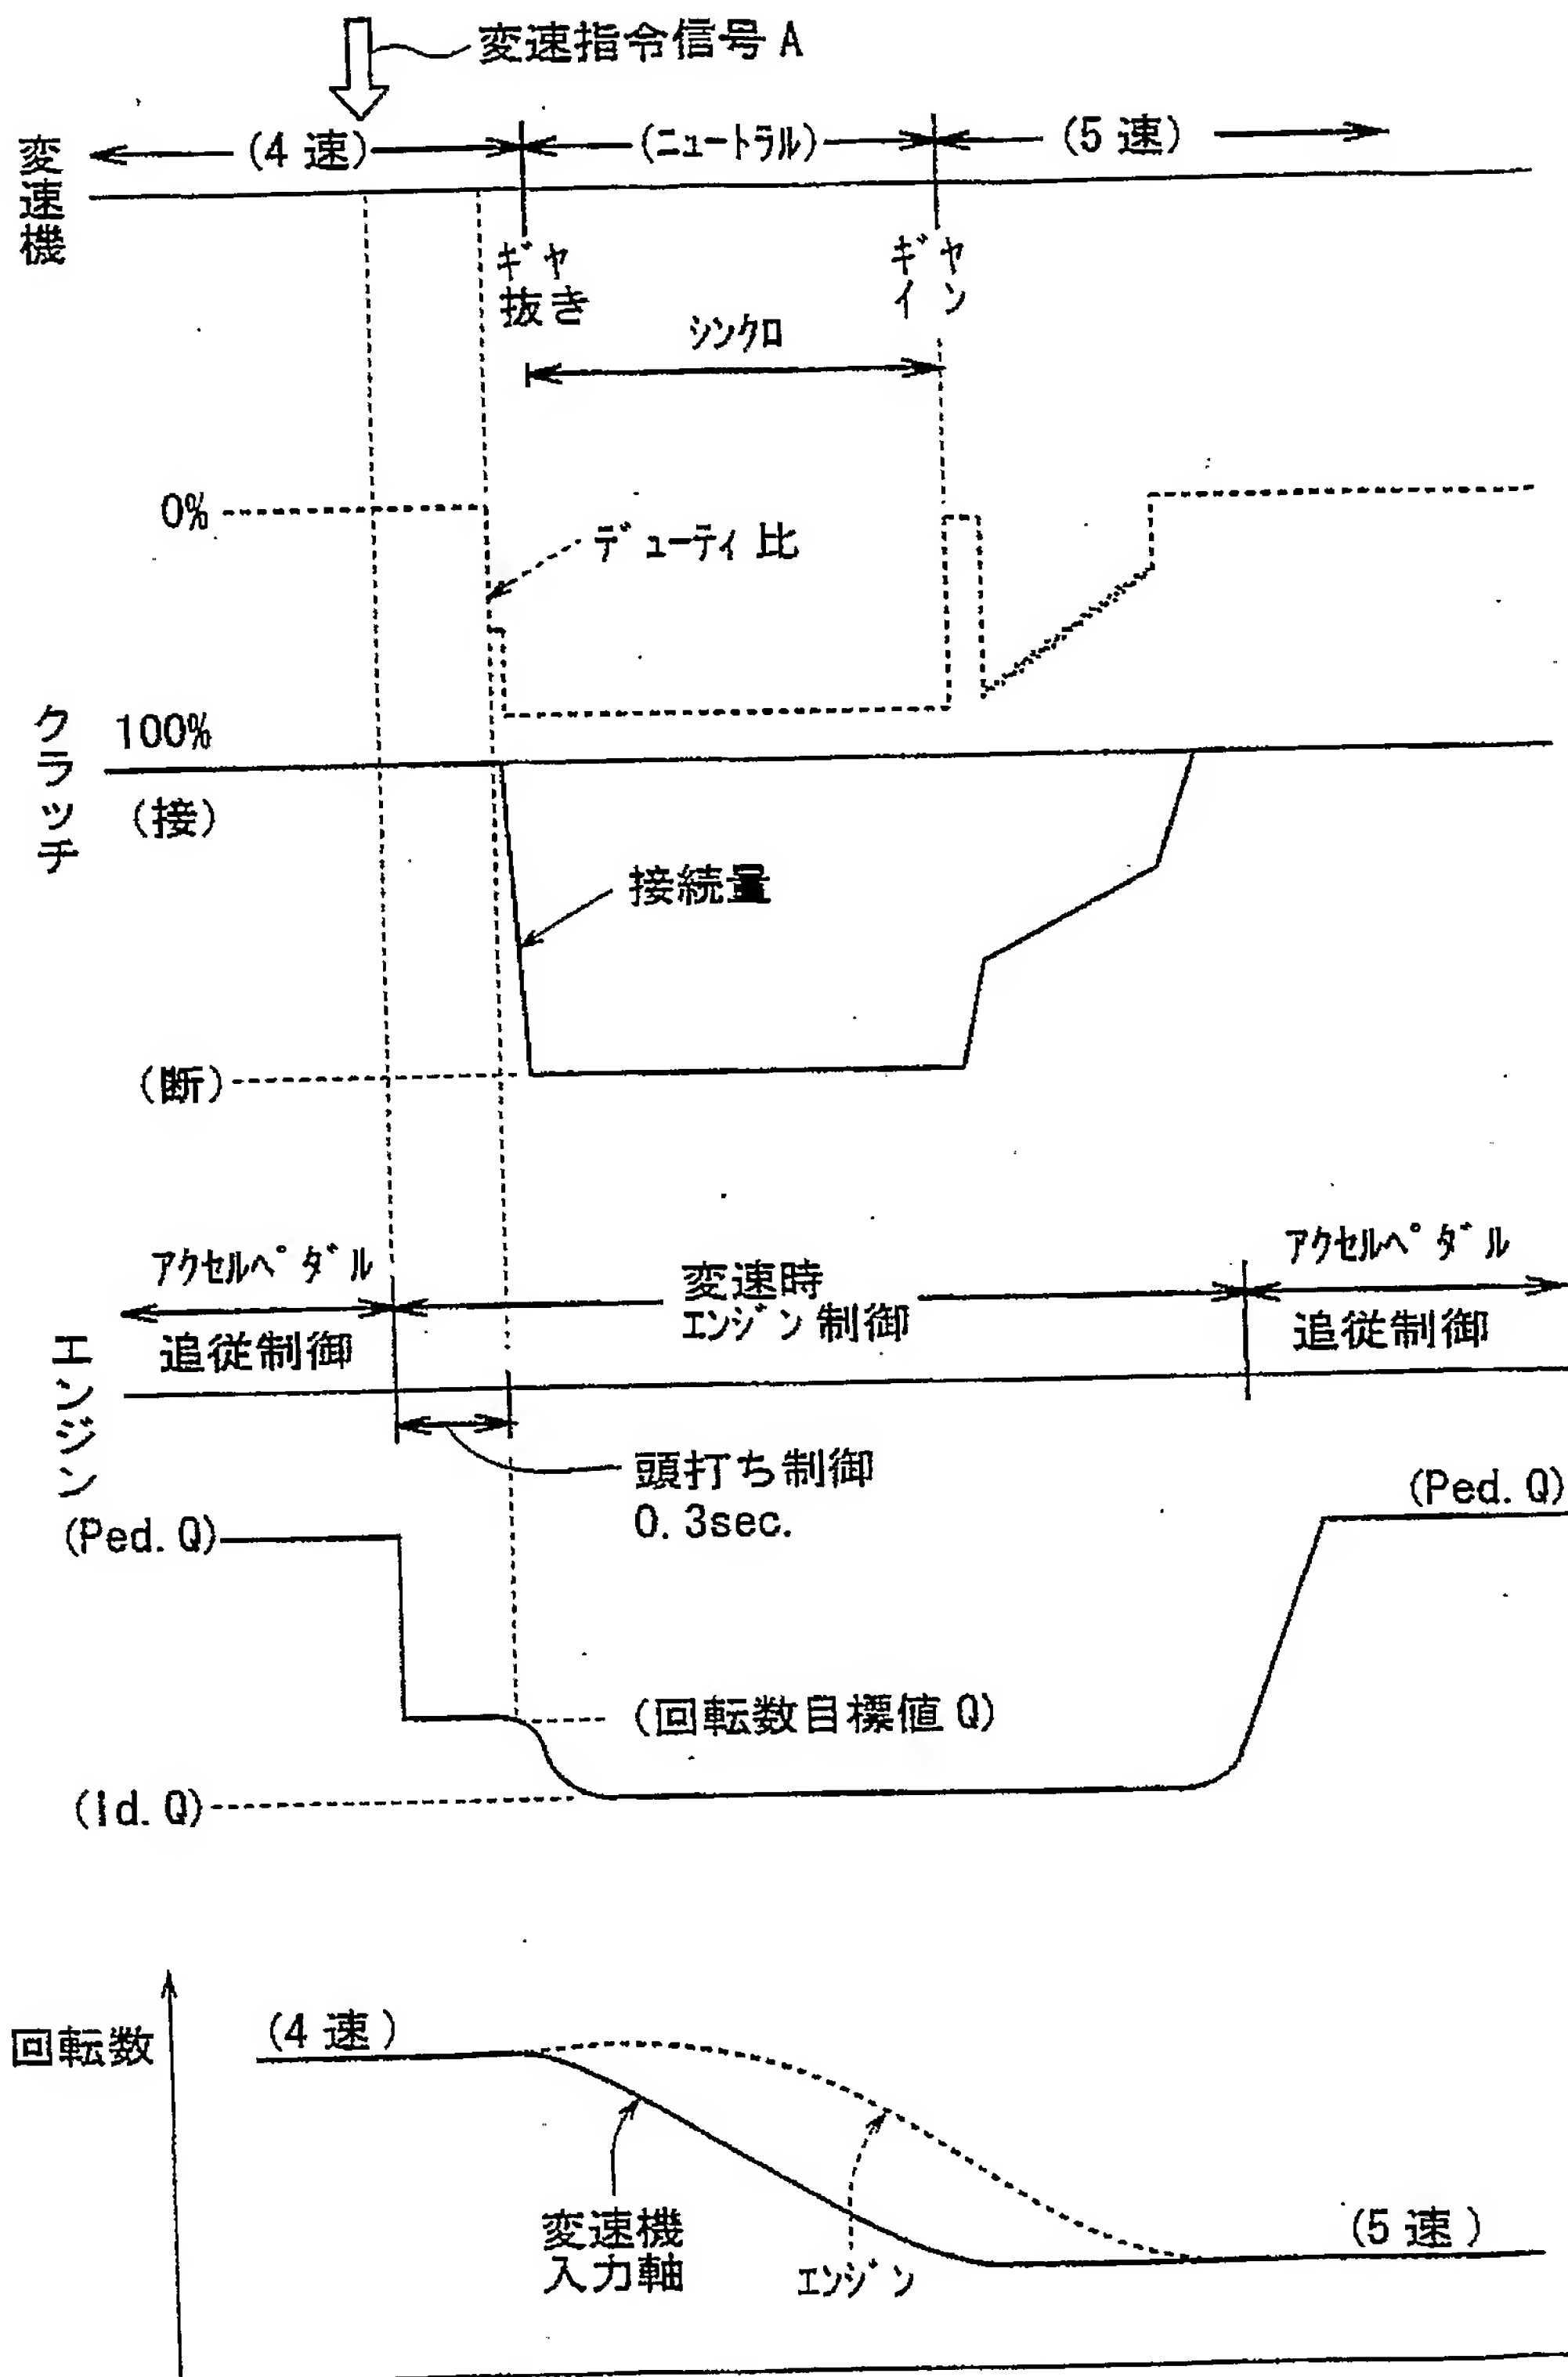 変速指令信号A
変速機
(4速)
(ニュートラル)
(5速)
ギヤ
抜き
ギヤ
イン
シンクロ
0%
デューティ比
クラッチ
100%
(接)
接続量
(断)
エンジン
アクセルペダル
追従制御
変速時
エンジン制御
アクセルペダル
追従制御
頭打ち制御
0.3sec.
(Ped.Q)
(Ped.Q)
(回転数目標値Q)
(Id.Q)
回転数
(4速)
変速機
入力軸
エンジン
(5速)